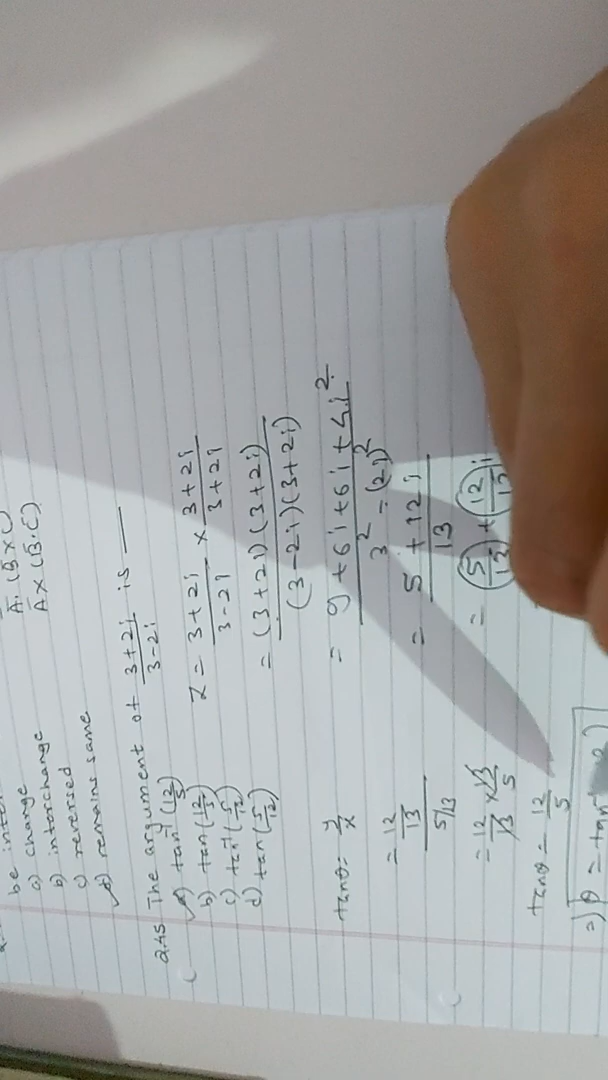 be
a) change
b) interchange
c) reversed
d) remains same
A̅ . (B̅ × C̅)
A̅ × (B̅ . C̅)
245 The argument of 3+2i/3-2i is ___
a) tan⁻¹(12/5)
b) tan(12/5)
c) tan⁻¹(5/12)
d) tan(5/12)
z = 3+2i/3-2i × 3+2i/3+2i
= (3+2i)(3+2i)/(3-2i)(3+2i)
= 9+6i+6i+4i²/3²-(2i)²
= 5+12i/13
= (5/13)+(12/13)i
tanθ = y/x
= 12/13/5/13
= 12/13 × 13/5
tanθ = 12/5
⇒ θ = tan